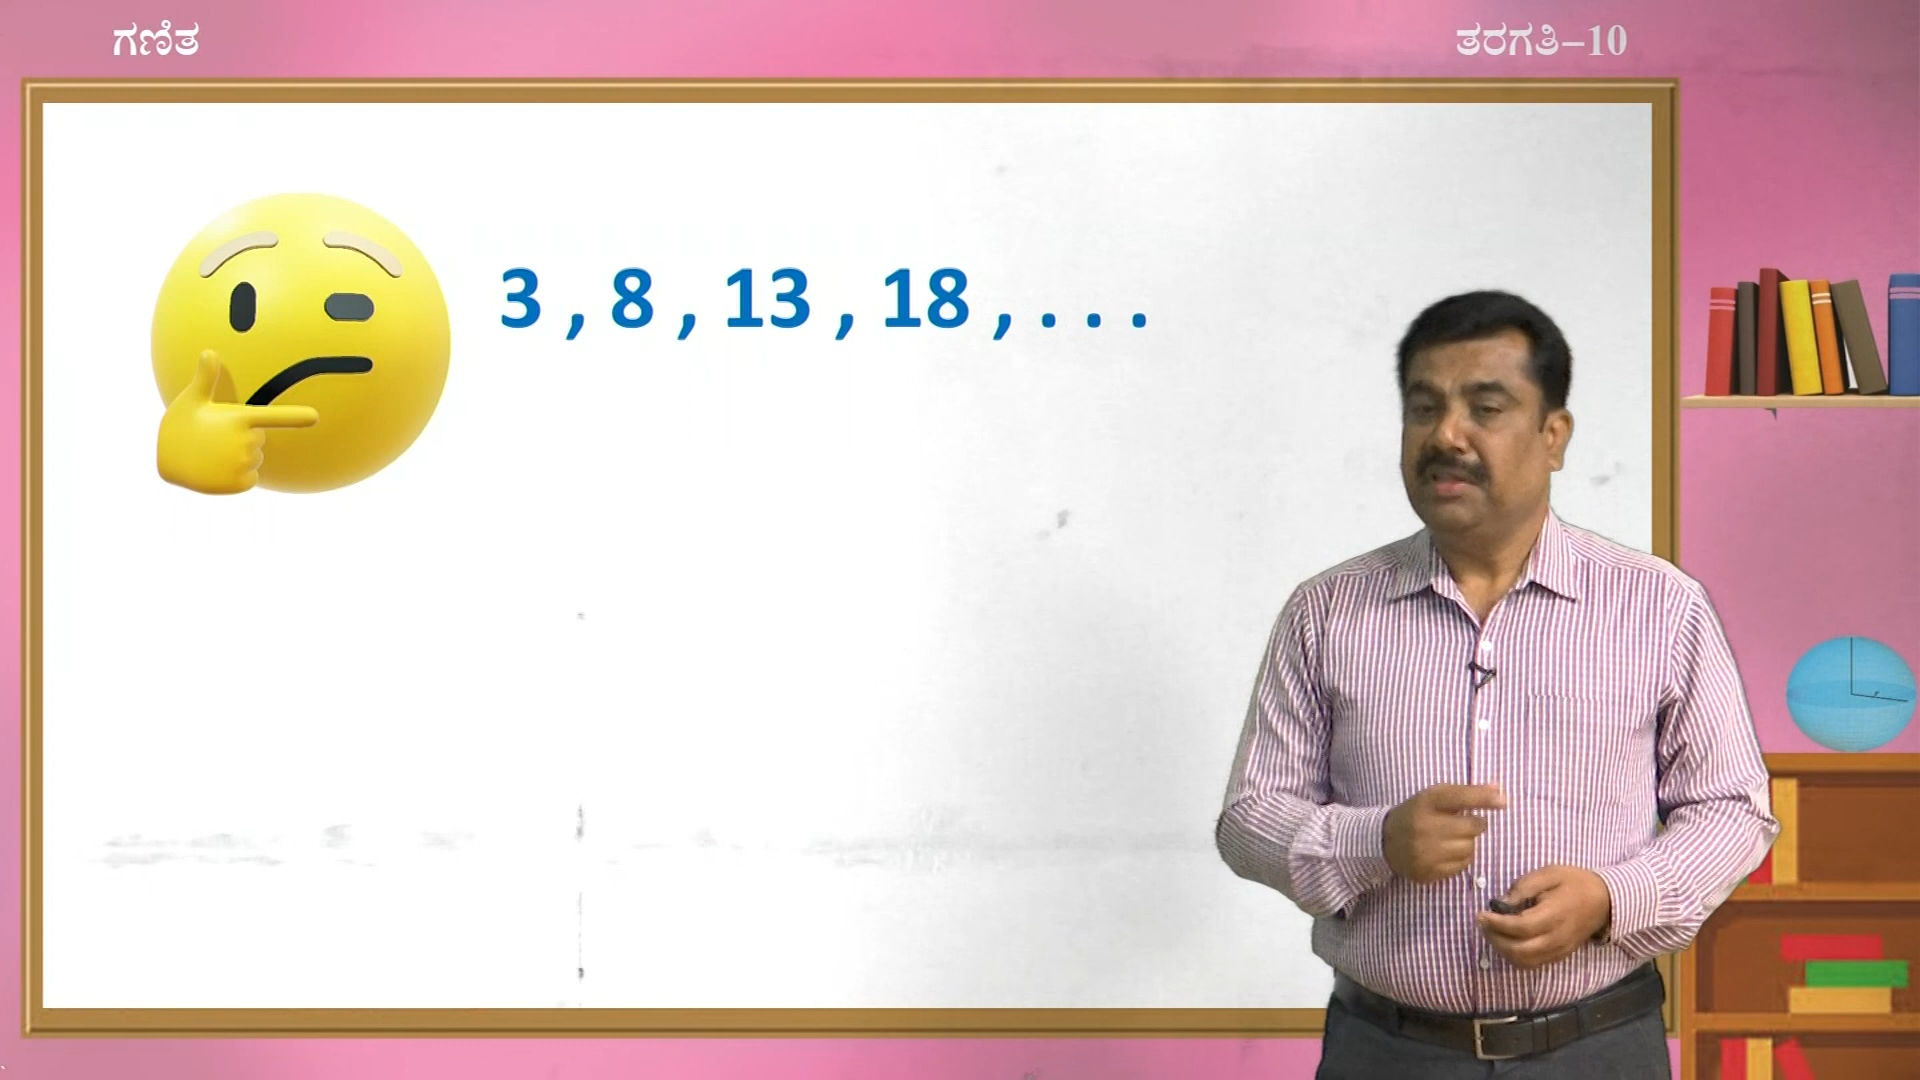 ಗಣಿತ
ತರಗತಿ–10
3 , 8 , 13 , 18 , . . .